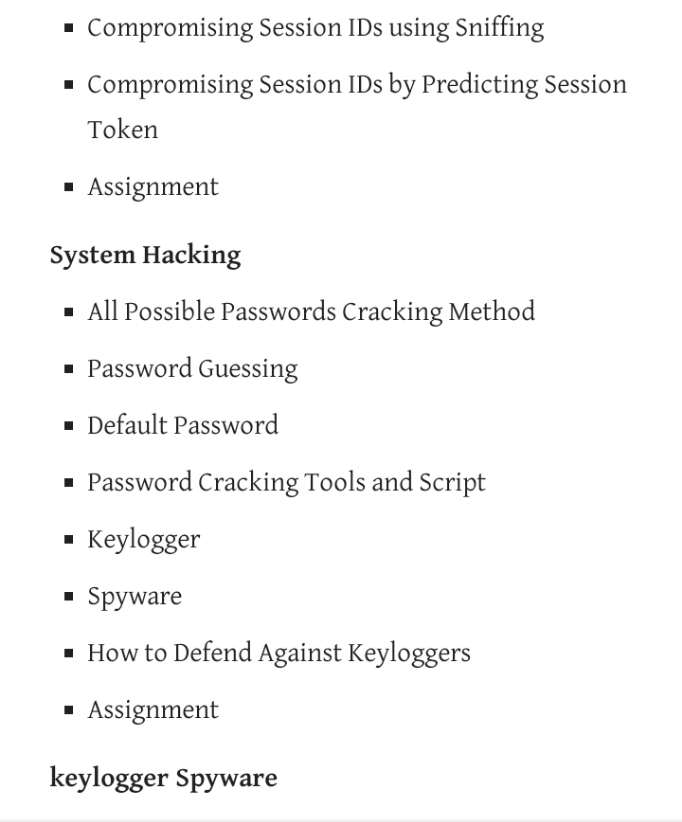 Compromising Session IDs using Sniffing
Compromising Session IDs by Predicting Session
Token
Assignment
System Hacking
All Possible Passwords Cracking Method
Password Guessing
Default Password
Password Cracking Tools and Script
Keylogger
Spyware
How to Defend Against Keyloggers
Assignment
keylogger Spyware